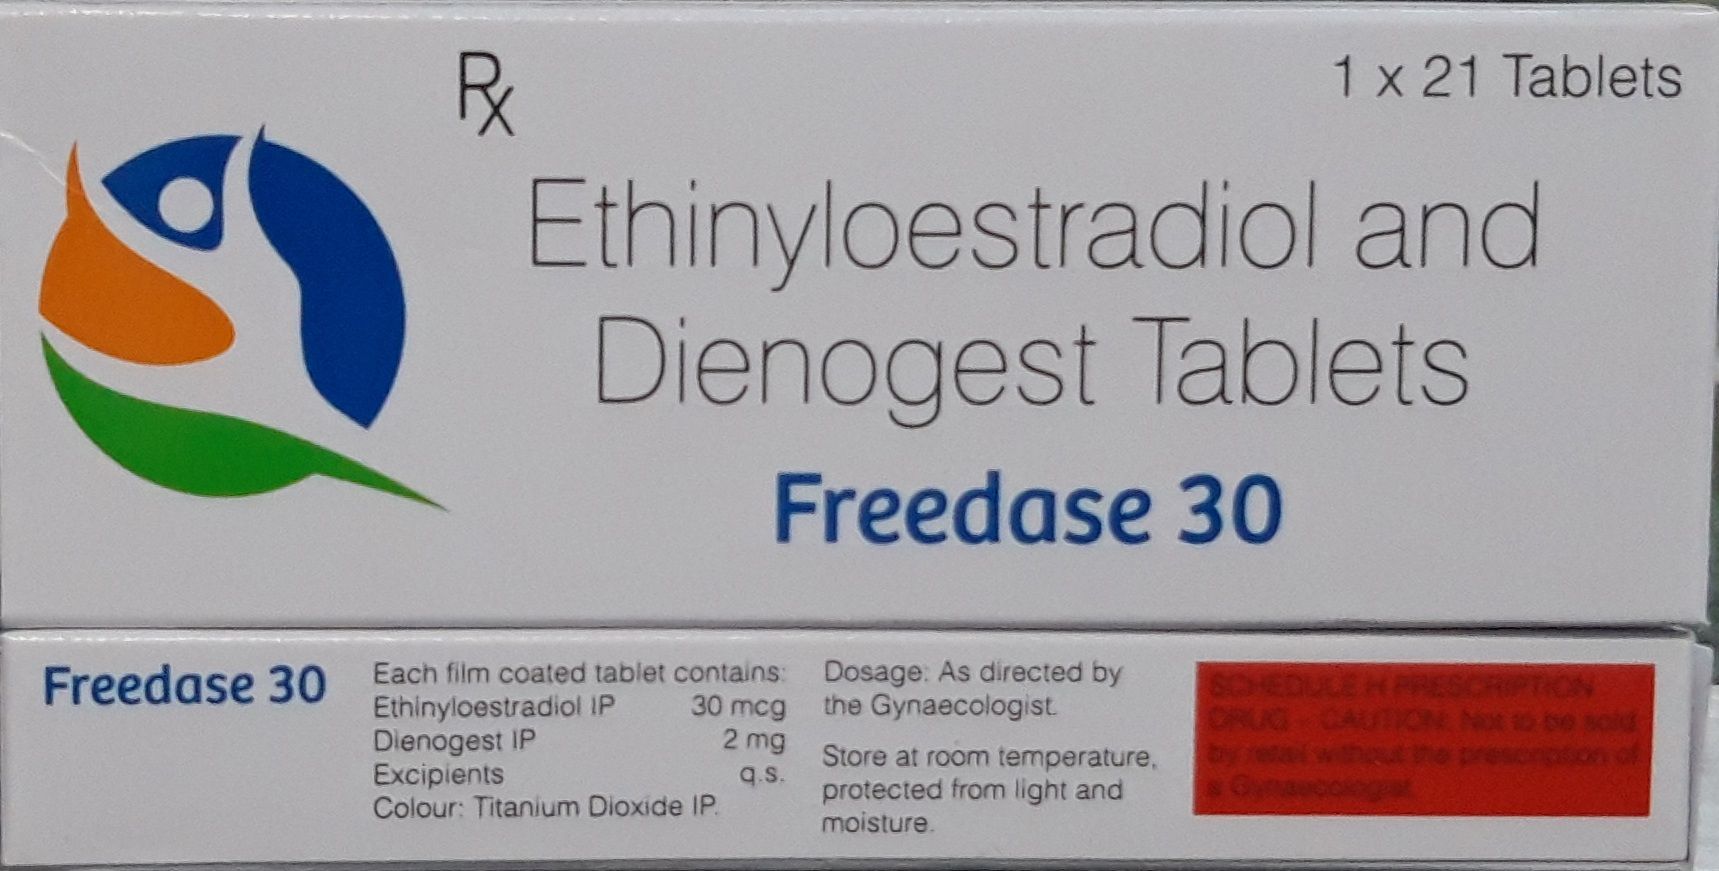 Rx
1 x 21 Tablets
Ethinyloestradiol and
Dienogest Tablets
Freedase 30
Freedase 30
Each film coated tablet contains:
Ethinyloestradiol IP 30 mcg
Dienogest IP 2 mg
Excipients q.s.
Colour: Titanium Dioxide IP.
Dosage: As directed by
the Gynaecologist.
Store at room temperature,
protected from light and
moisture.
SCHEDULE H PRESCRIPTION
DRUG - CAUTION: Not to be sold
by retail without the prescription of
a Gynaecologist.